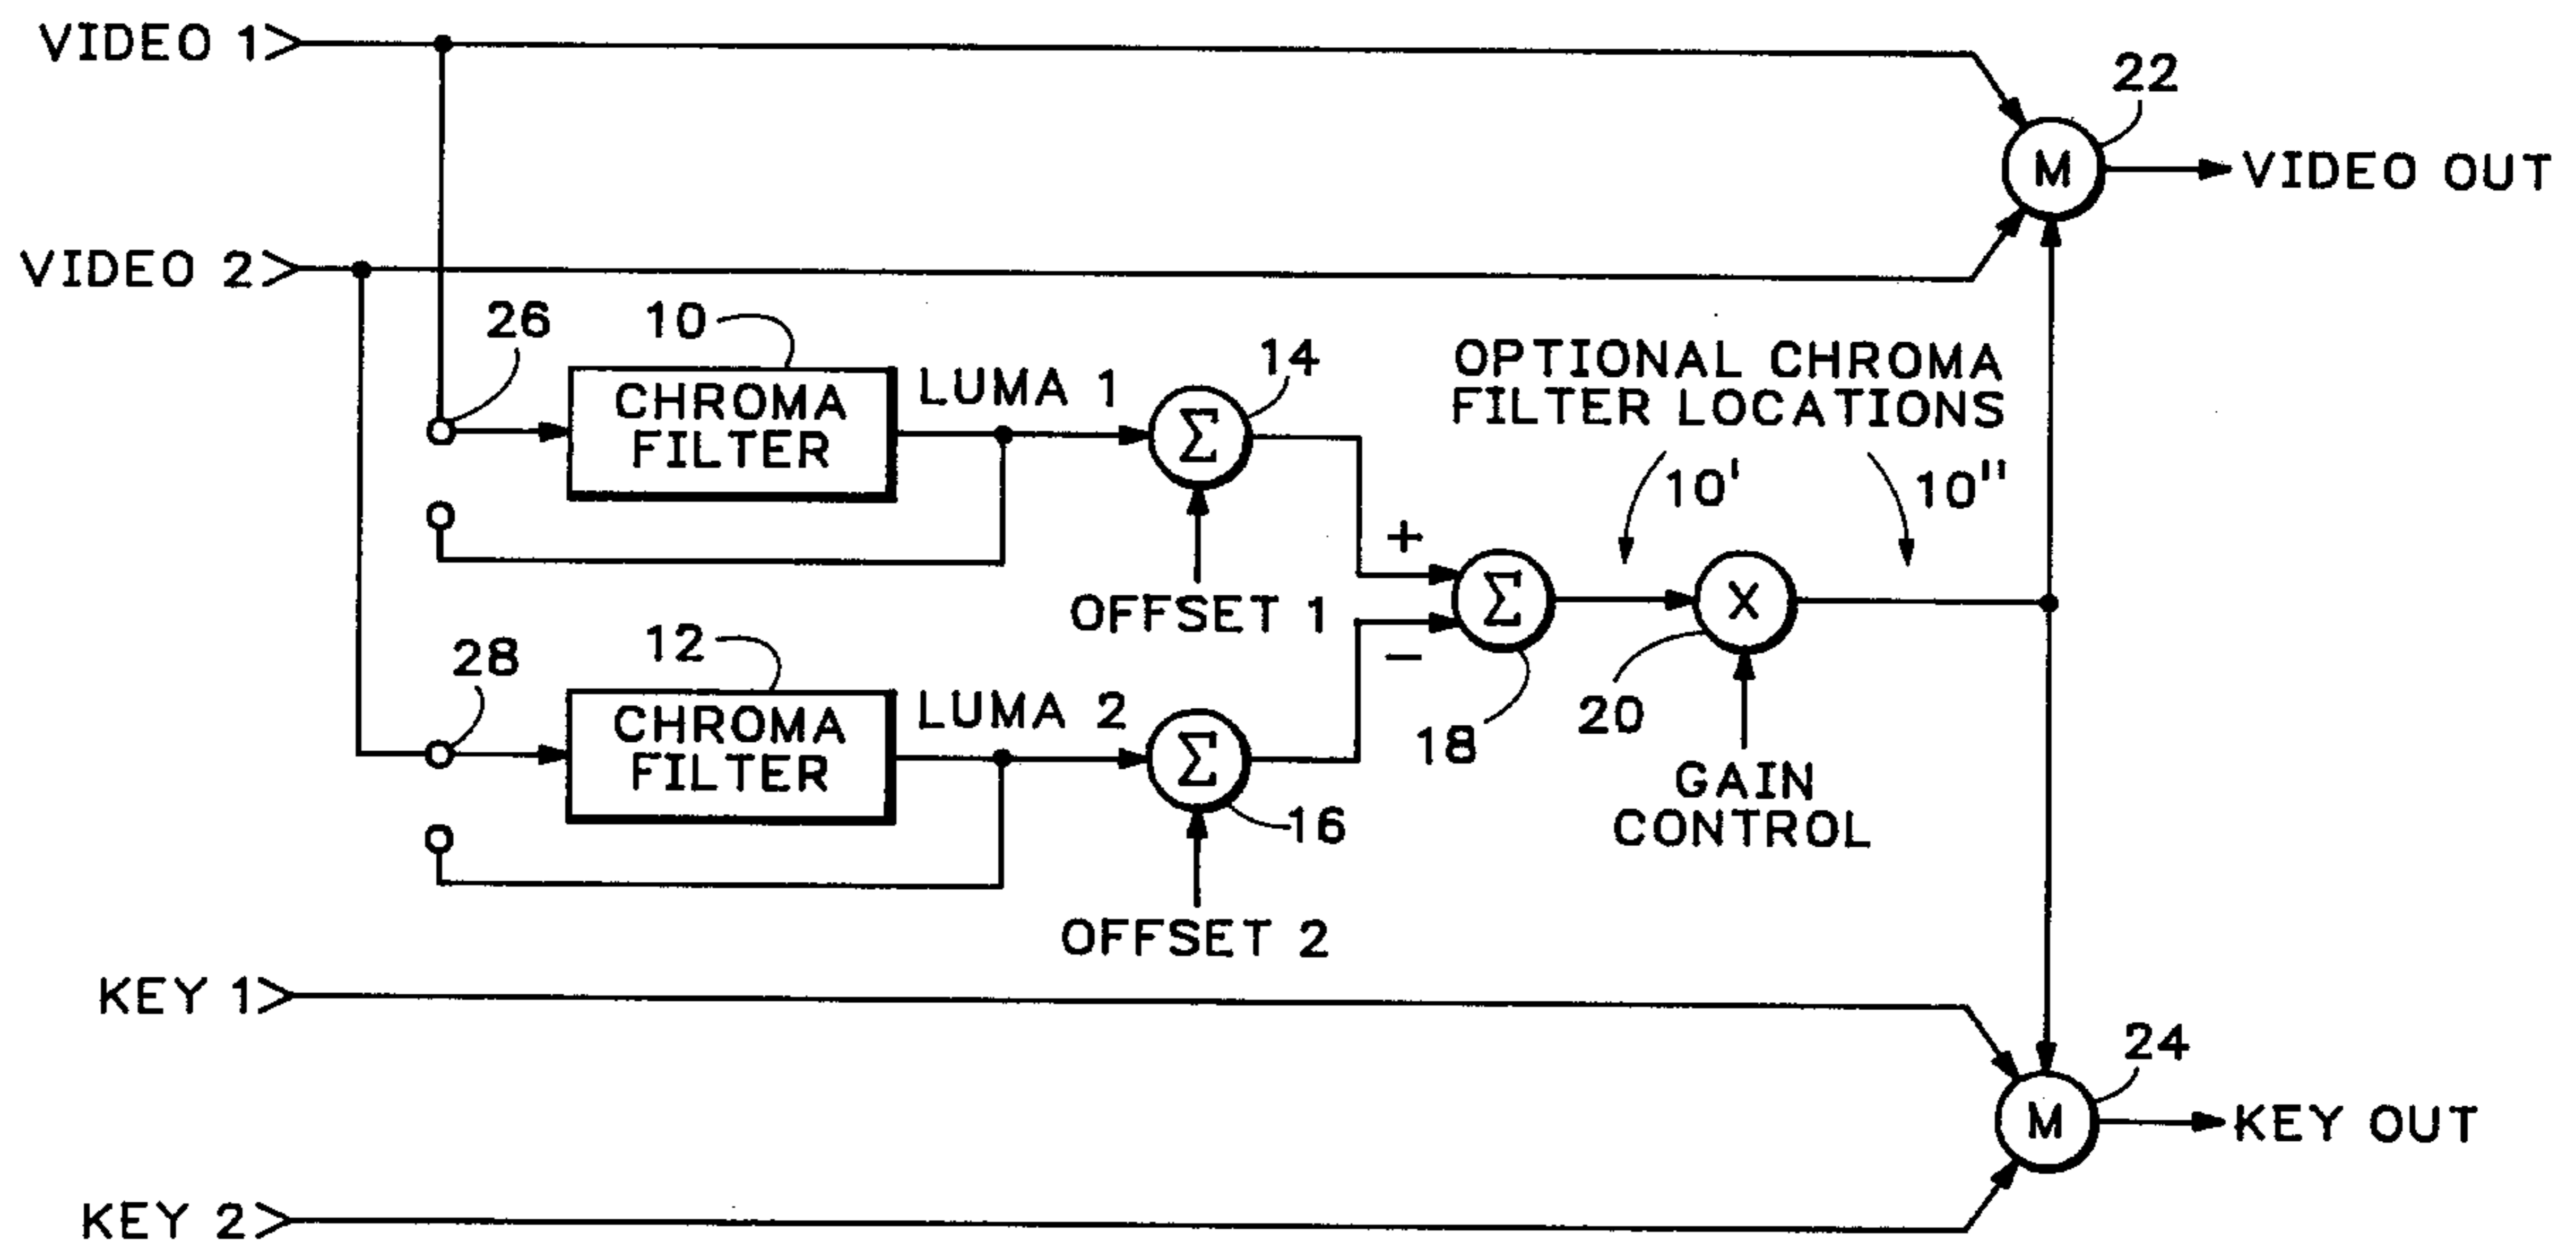 VIDEO 1
22
M
VIDEO OUT
VIDEO 2
26
10
CHROMA
FILTER
LUMA 1
14
Σ
OFFSET 1
OPTIONAL CHROMA
FILTER LOCATIONS
10'
10"
+
−
Σ
18
X
20
GAIN
CONTROL
28
12
CHROMA
FILTER
LUMA 2
Σ
16
OFFSET 2
KEY 1
24
M
KEY OUT
KEY 2